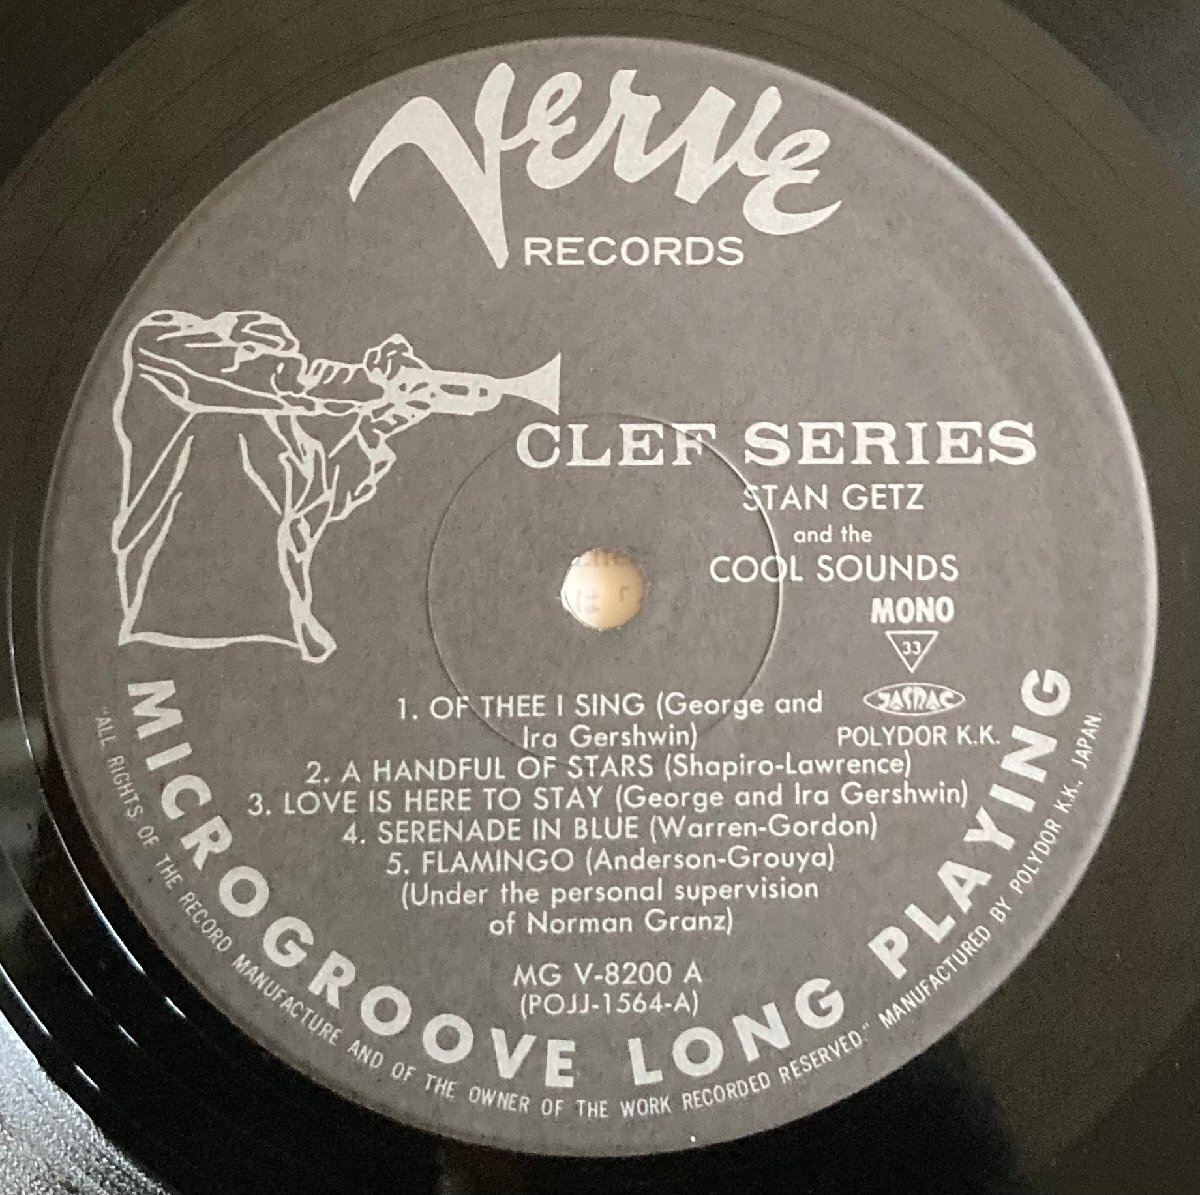 Verve
RECORDS
CLEF SERIES
STAN GETZ
and the
COOL SOUNDS
MONO
33
JASRAC
POLYDOR K.K.
1. OF THEE I SING (George and
Ira Gershwin)
2. A HANDFUL OF STARS (Shapiro-Lawrence)
3. LOVE IS HERE TO STAY (George and Ira Gershwin)
4. SERENADE IN BLUE (Warren-Gordon)
5. FLAMINGO (Anderson-Grouya)
(Under the personal supervision
of Norman Granz)
MG V-8200 A
(POJJ-1564-A)
MICROGROOVE LONG PLAYING
"ALL RIGHTS OF THE RECORD MANUFACTURE AND OF THE OWNER OF THE WORK RECORDED RESERVED." MANUFACTURED BY POLYDOR K.K., JAPAN.